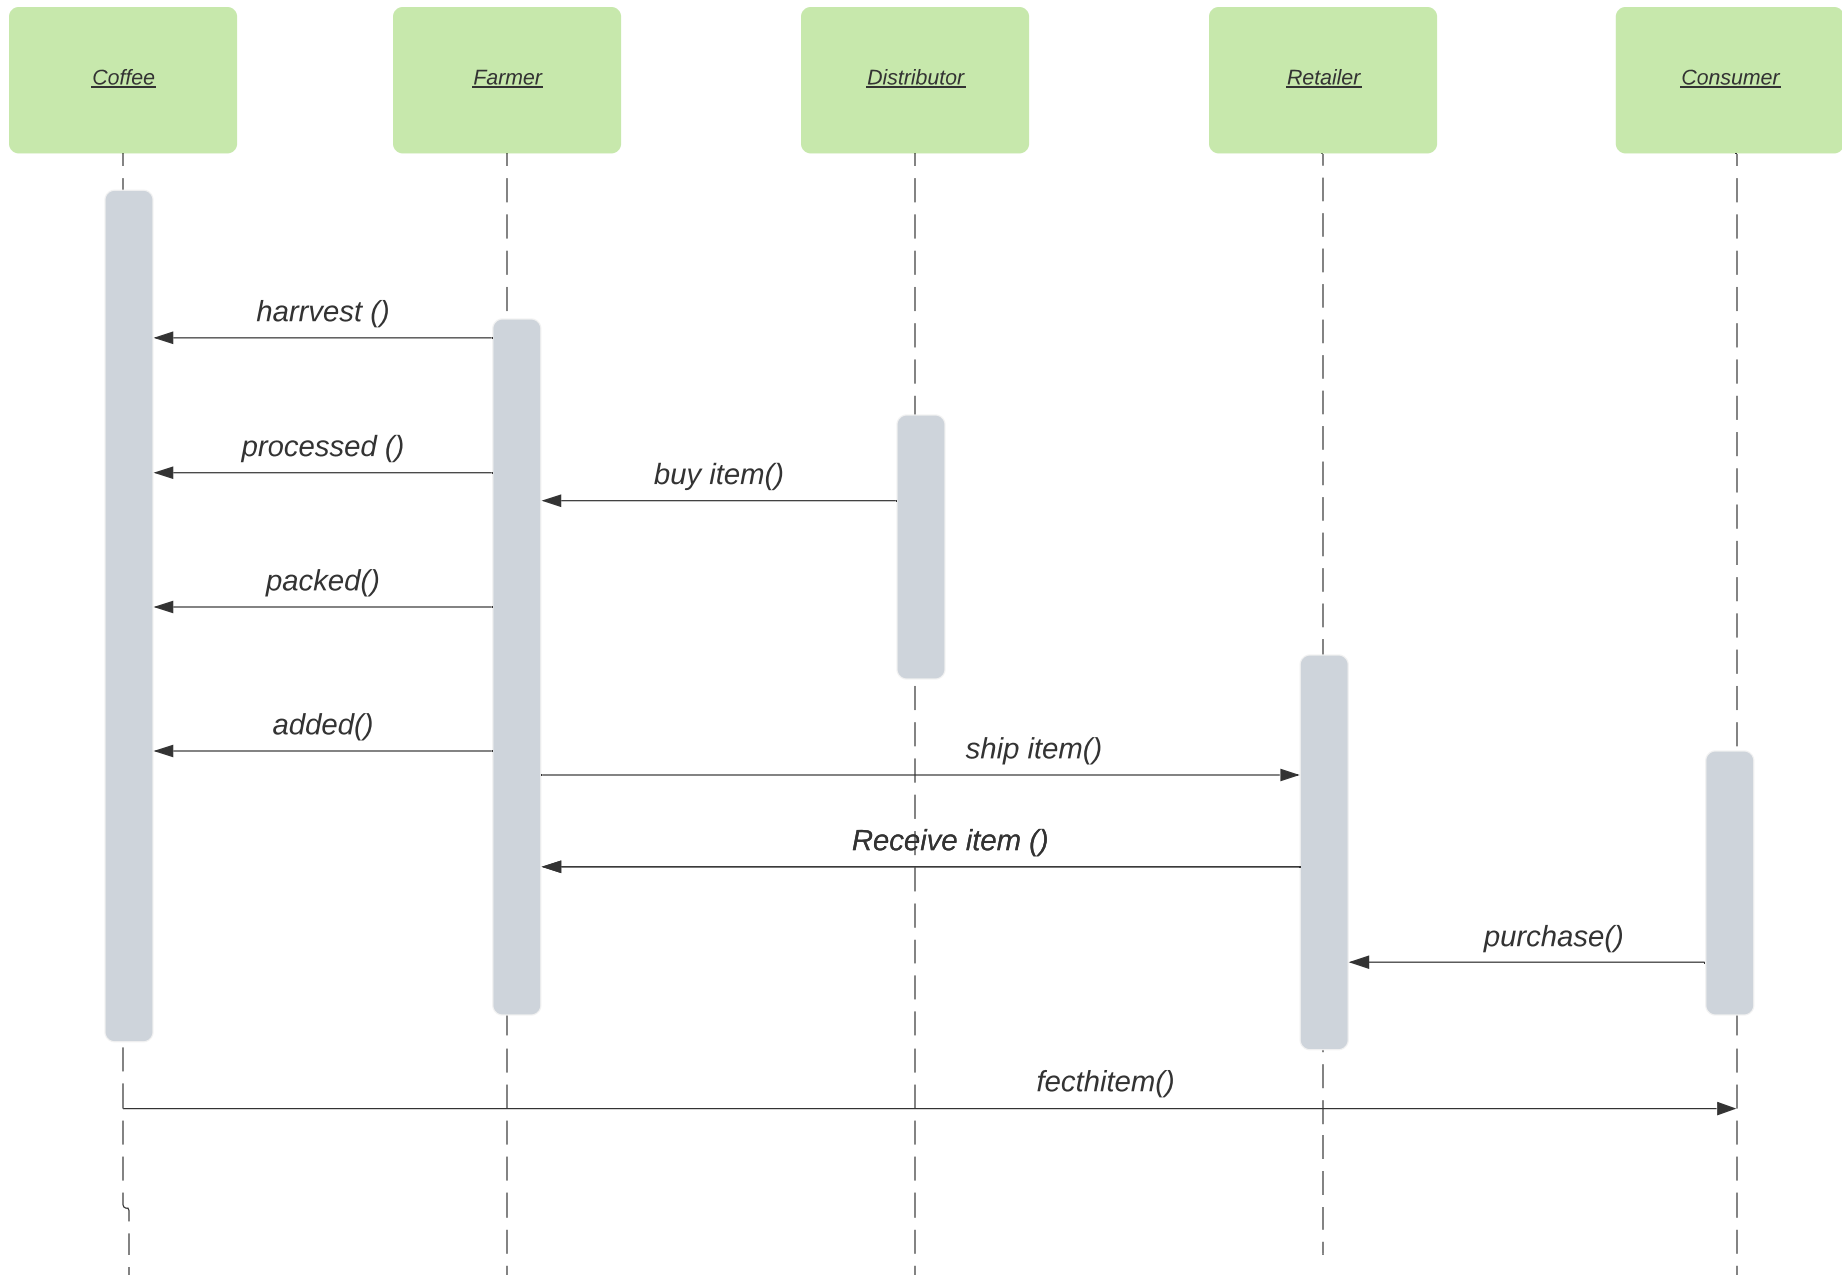 Coffee
Farmer
Distributor
Retailer
Consumer
harrvest ()
processed ()
buy item()
packed()
added()
ship item()
Receive item ()
purchase()
fecthitem()